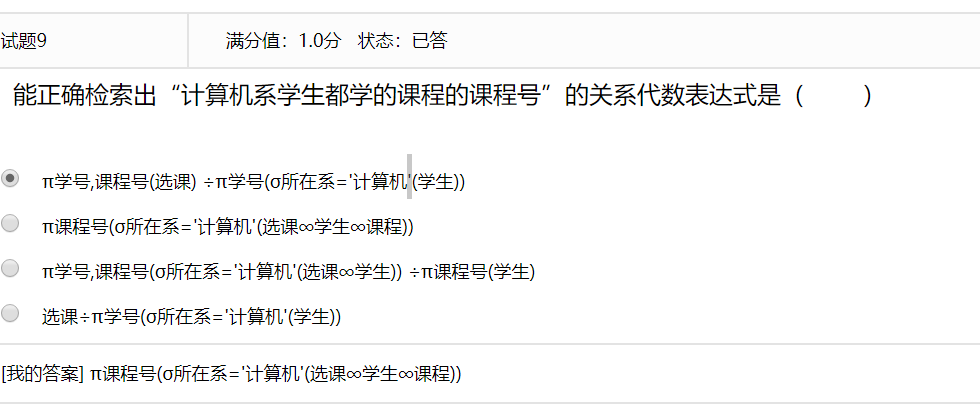 试题9 满分值：1.0分 状态：已答
能正确检索出“计算机系学生都学的课程的课程号”的关系代数表达式是（ ）
π学号,课程号(选课) ÷π学号(σ所在系='计算机'(学生))
π课程号(σ所在系='计算机'(选课∞学生∞课程))
π学号,课程号(σ所在系='计算机'(选课∞学生)) ÷π课程号(学生)
选课÷π学号(σ所在系='计算机'(学生))
[我的答案] π课程号(σ所在系='计算机'(选课∞学生∞课程))